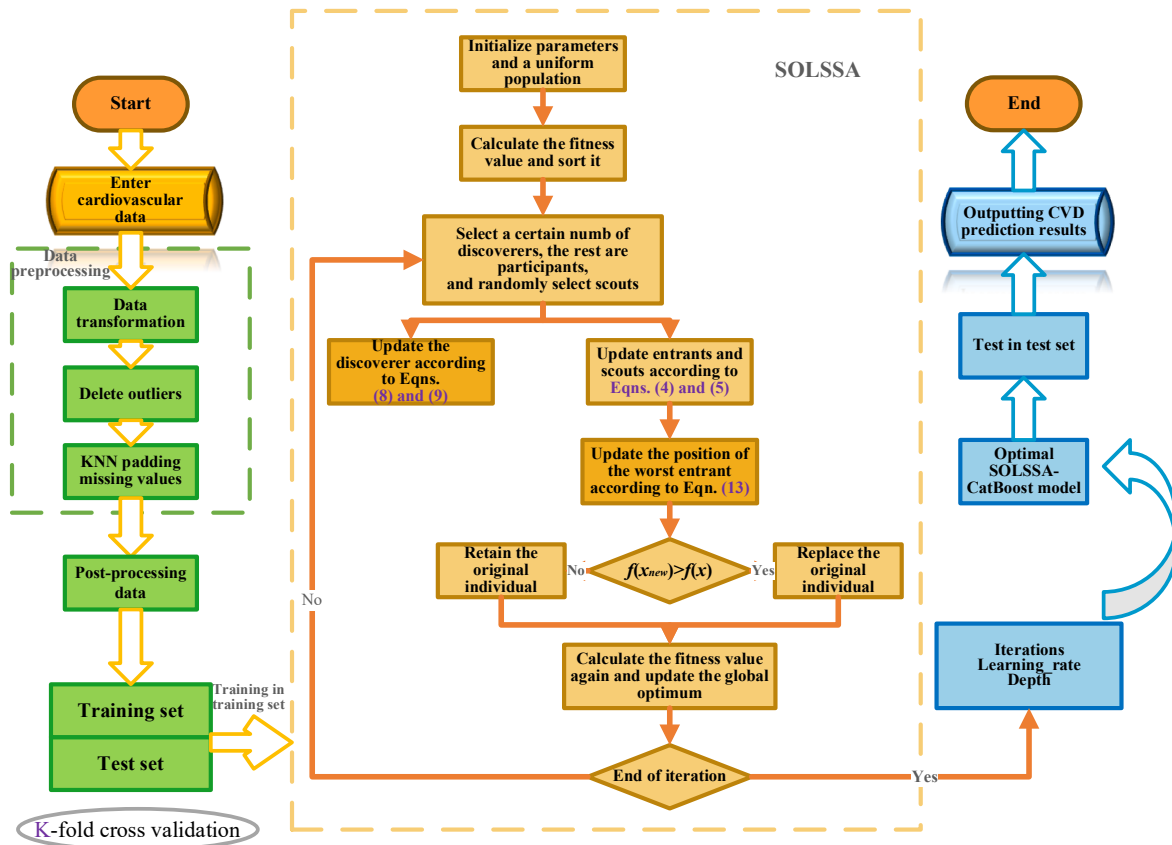 Start
Enter
cardiovascular
data
Data
preprocessing
Data
transformation
Delete outliers
KNN padding
missing values
Post-processing
data
Training set
Test set
K-fold cross validation
Training in
training set
SOLSSA
Initialize parameters
and a uniform
population
Calculate the fitness
value and sort it
Select a certain numb of
discoverers, the rest are
participants,
and randomly select scouts
Update the
discoverer according
to Eqns.
(8) and (9)
Update entrants and
scouts according to
Eqns. (4) and (5)
Update the position of
the worst entrant
according to Eqn. (13)
Retain the
original
individual
No
f(xnew)>f(x)
Yes
Replace the
original
individual
Calculate the fitness value
again and update the global
optimum
End of iteration
No
Yes
Iterations
Learning_rate
Depth
Optimal
SOLSSA-
CatBoost model
Test in test set
Outputting CVD
prediction results
End